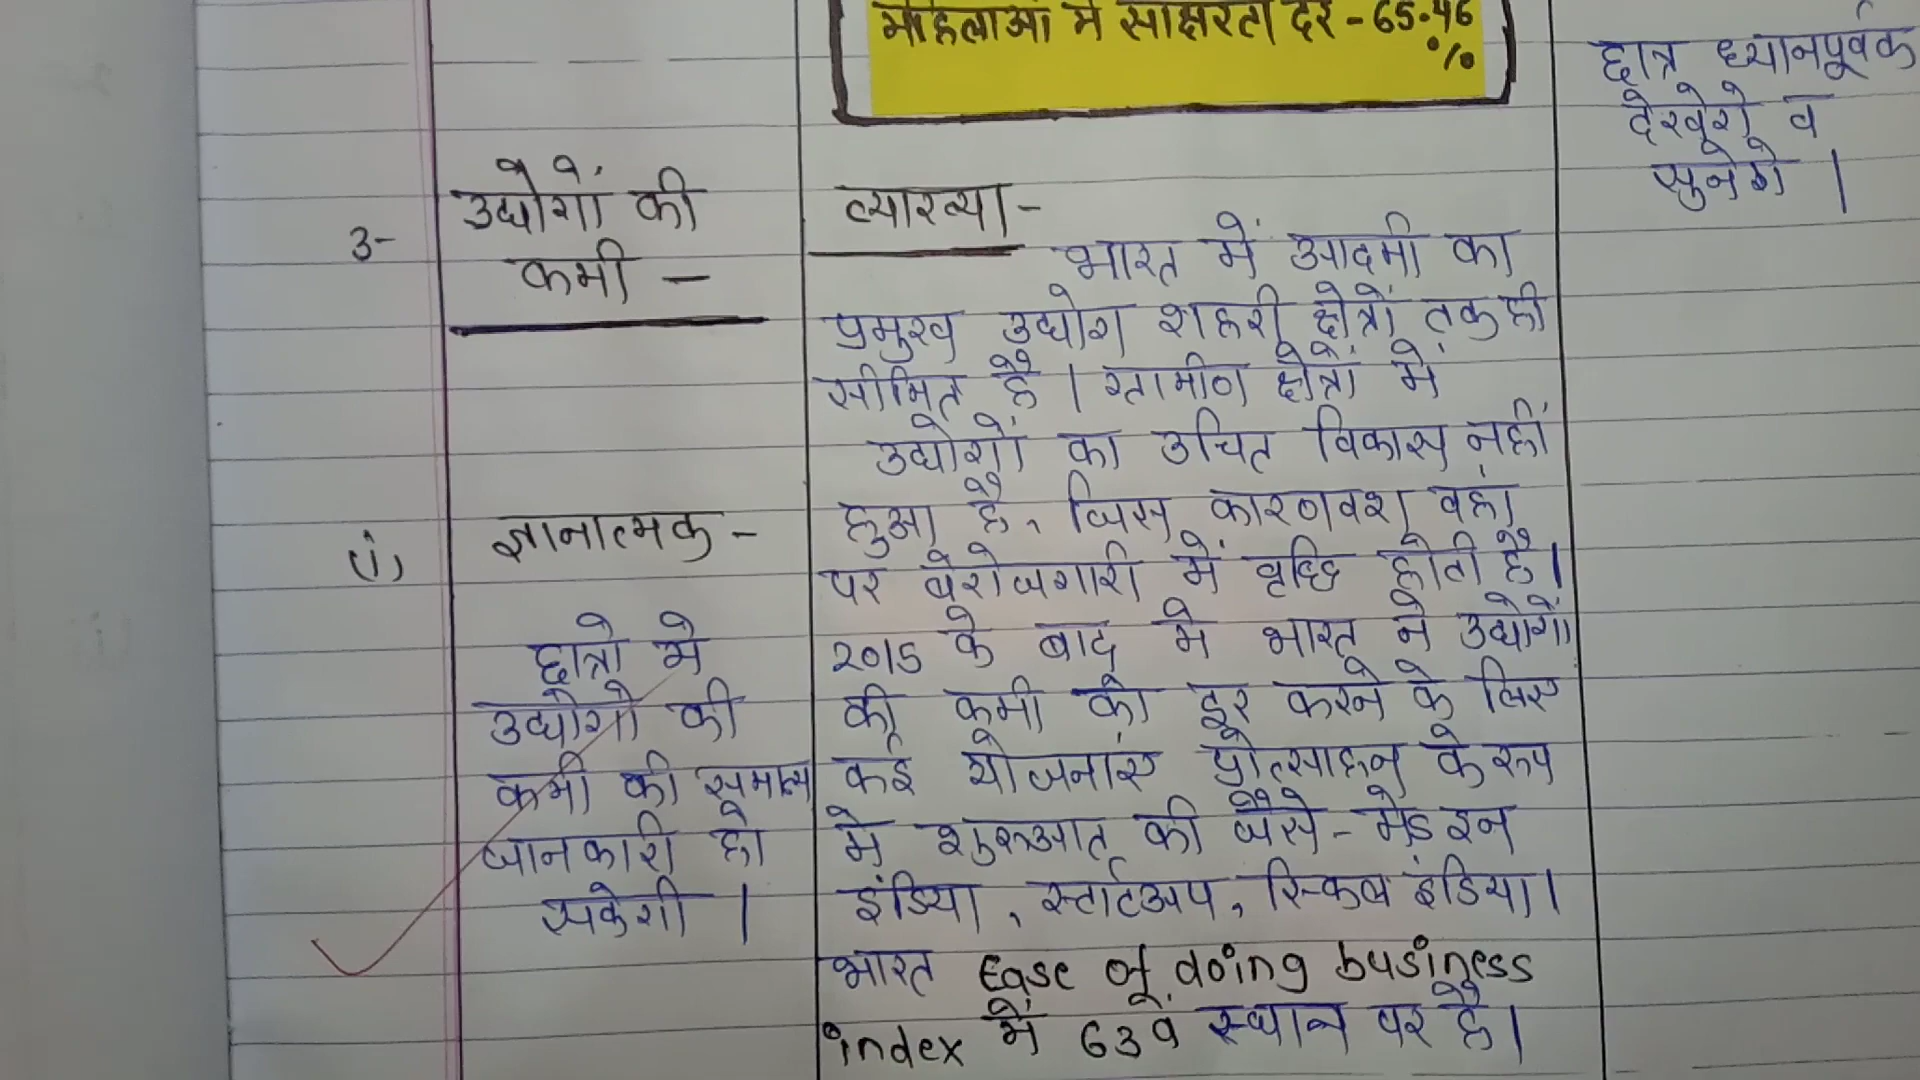 महिलाओं में साक्षरता दर - 65.46
%
छात्र ध्यानपूर्वक
देखेगे व
सुनेगे ।
3-
उद्योगों की
कमी -
व्याख्या -
भारत में आदमी का
प्रमुख उद्योग शहरी क्षेत्रों तक ही
सीमित है । ग्रामीण क्षेत्रों में
उद्योगों का उचित विकास नहीं
हुआ है, जिस कारणवश वहां
पर बेरोजगारी में वृद्धि होती है।
2015 के बाद में भारत ने उद्योगों
की कमी को दूर करने के लिए
कई योजनाएं प्रोत्साहन के रुप
मे शुरुआत की जैसे - मेड इन
इंडिया, स्टार्टअप, स्किल इंडिया।
भारत Ease of doing business
index में 63वें स्थान पर है।
(i)
ज्ञानात्मक -
छात्रो मे
उद्योगो की
कमी की समान्य
जानकारी हो
सकेगी ।